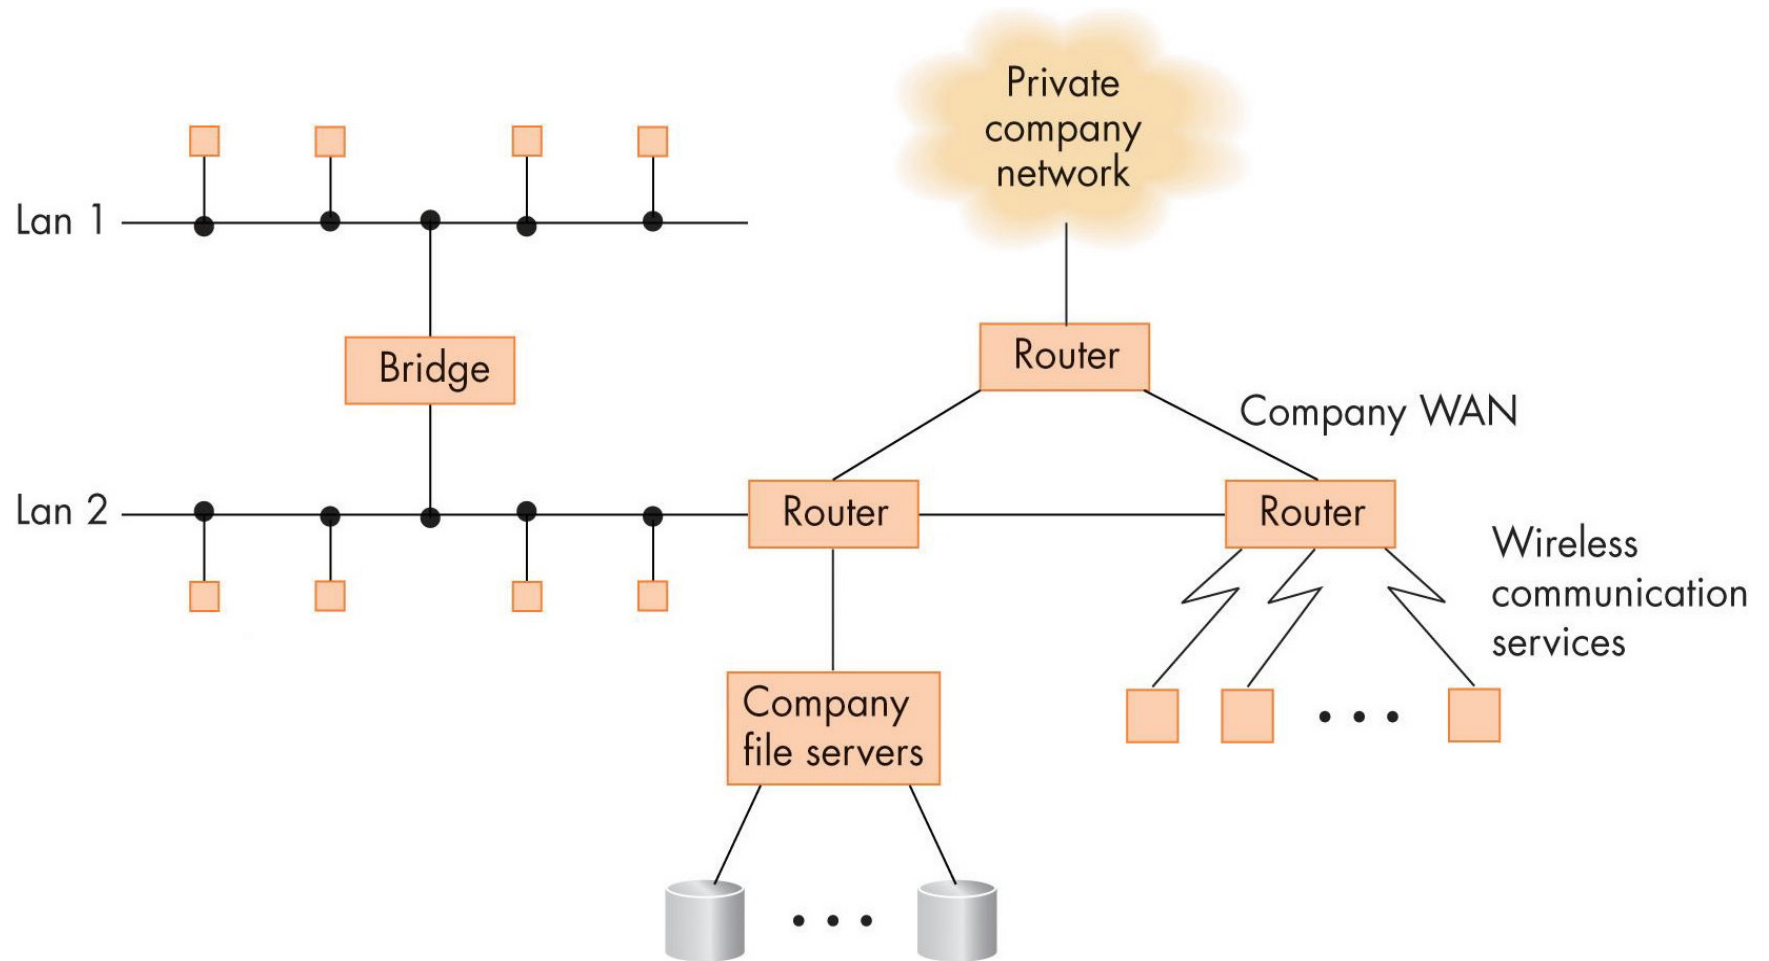 Private
company
network
Lan 1
Router
Bridge
Company WAN
Lan 2
Router
Router
Wireless
communication
services
Company
file servers